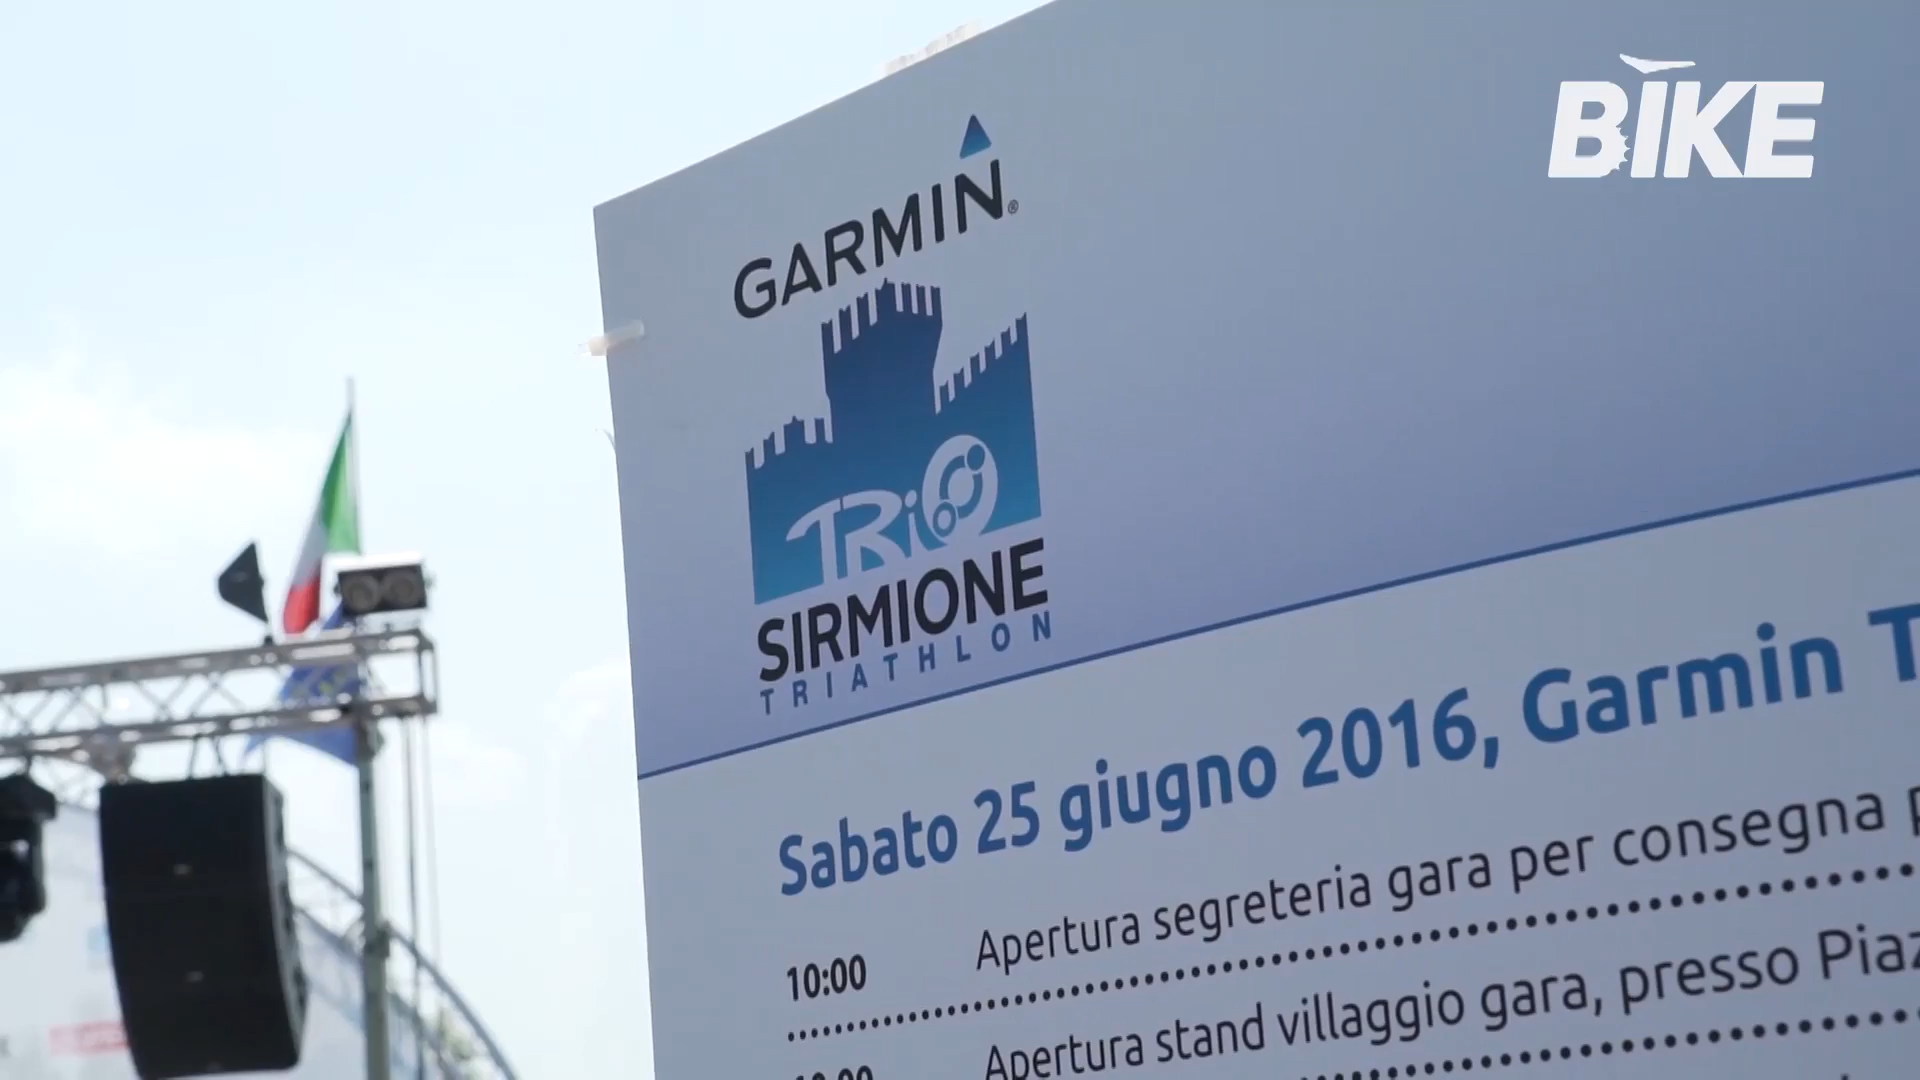 BIKE
GARMIN®
TRiO
SIRMIONE
TRIATHLON
Sabato 25 giugno 2016, Garmin T
10:00 Apertura segreteria gara per consegna
Apertura stand villaggio gara, presso Piaz